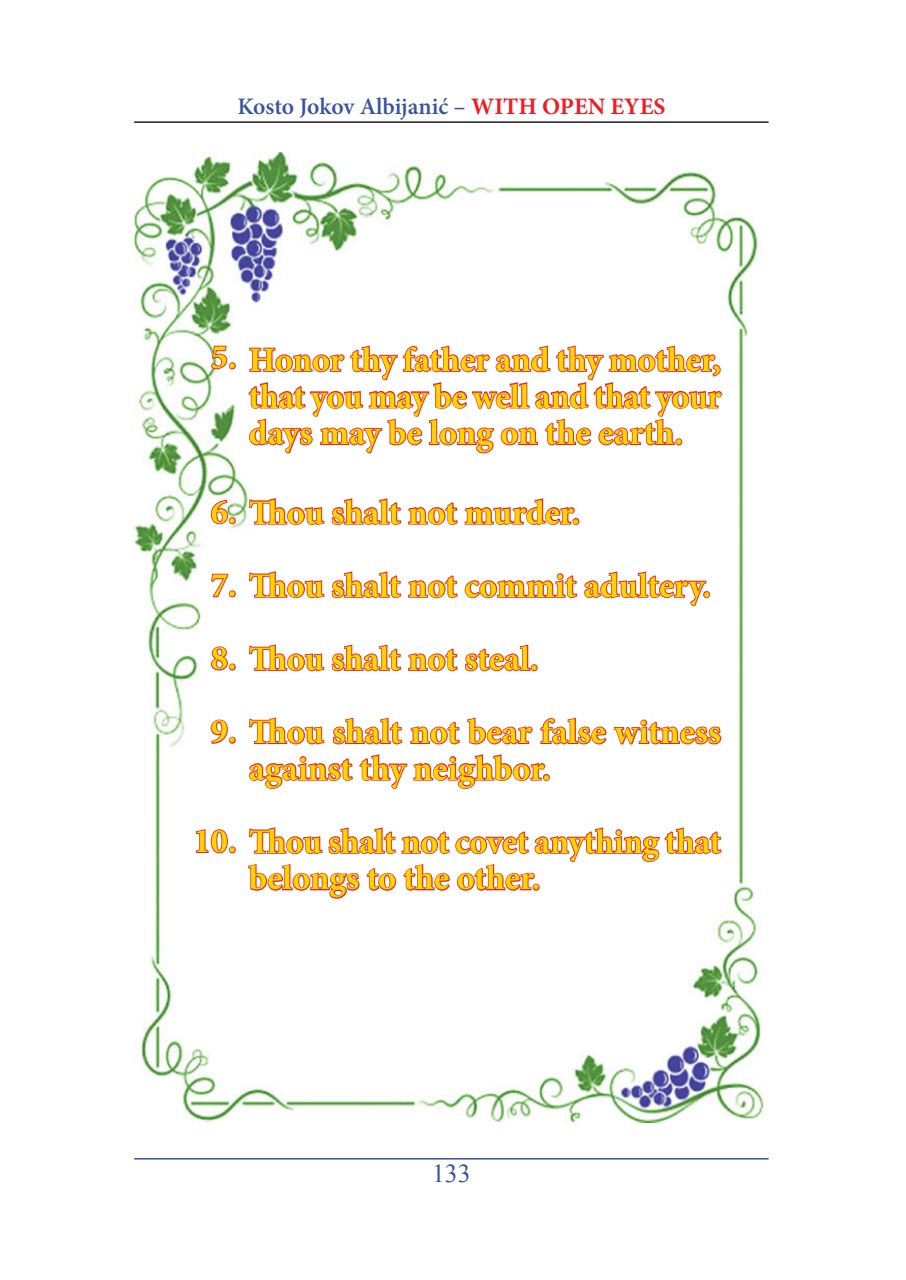 Kosto Jokov Albijanić – WITH OPEN EYES
5. Honor thy father and thy mother,
that you may be well and that your
days may be long on the earth.
6. Thou shalt not murder.
7. Thou shalt not commit adultery.
8. Thou shalt not steal.
9. Thou shalt not bear false witness
against thy neighbor.
10. Thou shalt not covet anything that
belongs to the other.
133